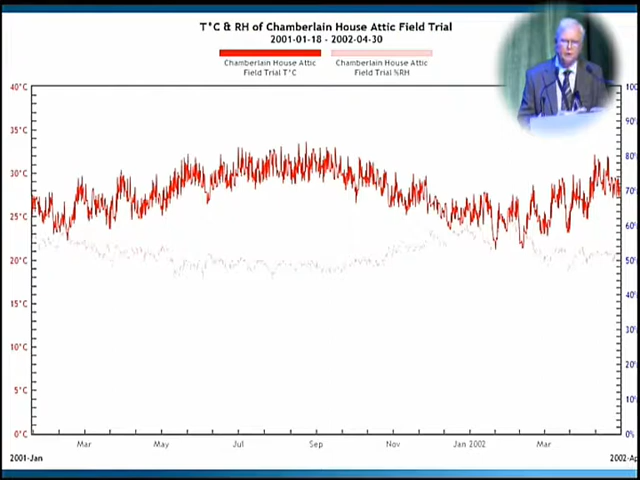 T°C & RH of Chamberlain House Attic Field Trial
2001-01-18 - 2002-04-30
Chamberlain House Attic
Field Trial T°C
Chamberlain House Attic
Field Trial %RH
40°C
35°C
30°C
25°C
20°C
15°C
10°C
5°C
0°C
100
90%
80%
70%
60%
50%
40%
30%
20%
10%
0%
Mar
May
Jul
Sep
Nov
Jan 2002
Mar
2001-Jan
2002-Ap